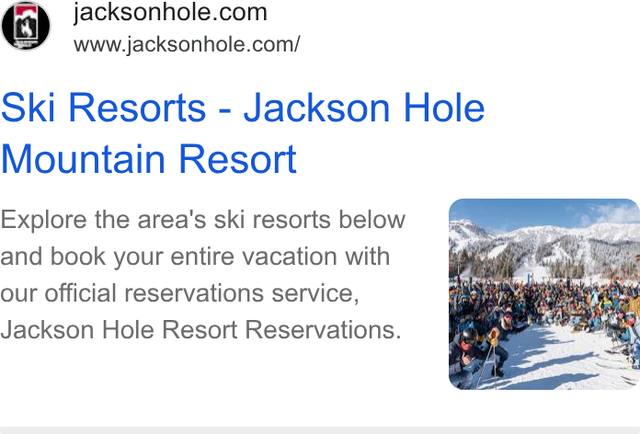 jacksonhole.com
www.jacksonhole.com/
Ski Resorts - Jackson Hole
Mountain Resort
Explore the area's ski resorts below
and book your entire vacation with
our official reservations service,
Jackson Hole Resort Reservations.